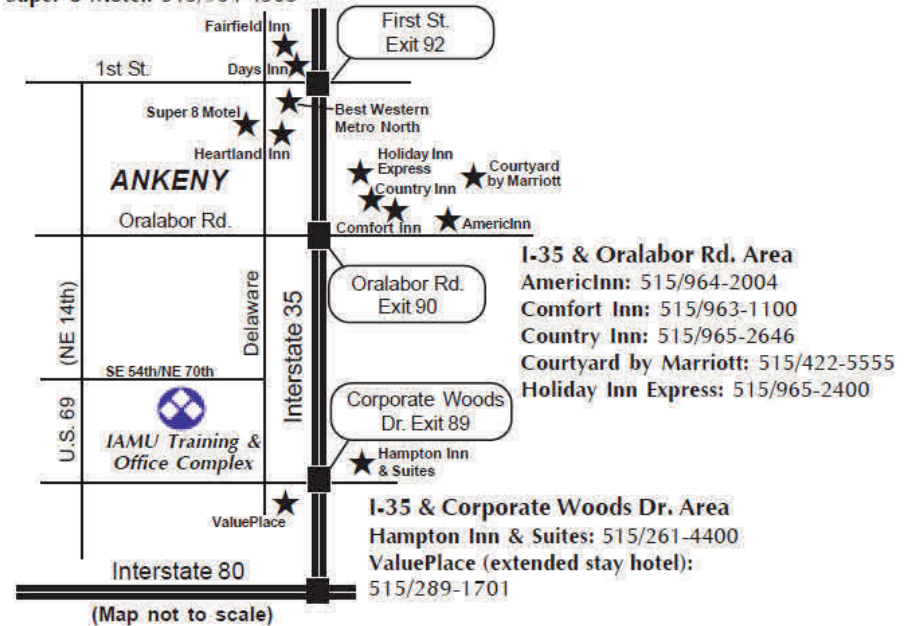 Fairfield Inn
First St.
Exit 92
1st St.
Days Inn
Super 8 Motel
Best Western
Metro North
Heartland Inn
Holiday Inn
Express
Courtyard
by Marriott
ANKENY
Country Inn
Oralabor Rd.
Comfort Inn
AmericInn
I-35 & Oralabor Rd. Area
AmericInn: 515/964-2004
Comfort Inn: 515/963-1100
Country Inn: 515/965-2646
Courtyard by Marriott: 515/422-5555
Holiday Inn Express: 515/965-2400
Oralabor Rd.
Exit 90
(NE 14th)
Delaware
Interstate 35
SE 54th/NE 70th
U.S. 69
IAMU Training &
Office Complex
Corporate Woods
Dr. Exit 89
Hampton Inn
& Suites
ValuePlace
I-35 & Corporate Woods Dr. Area
Hampton Inn & Suites: 515/261-4400
ValuePlace (extended stay hotel):
515/289-1701
Interstate 80
(Map not to scale)